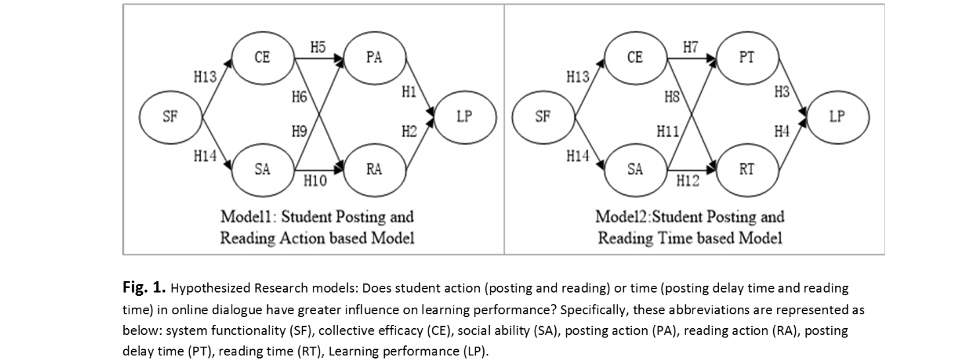 H5
CE
PA
H13
H6
H1
SF
LP
H9
H2
H14
SA
RA
H10
Model1: Student Posting and
Reading Action based Model
H7
CE
PT
H13
H8
H3
SF
LP
H11
H4
H14
SA
RT
H12
Model2:Student Posting and
Reading Time based Model
Fig. 1. Hypothesized Research models: Does student action (posting and reading) or time (posting delay time and reading
time) in online dialogue have greater influence on learning performance? Specifically, these abbreviations are represented as
below: system functionality (SF), collective efficacy (CE), social ability (SA), posting action (PA), reading action (RA), posting
delay time (PT), reading time (RT), Learning performance (LP).